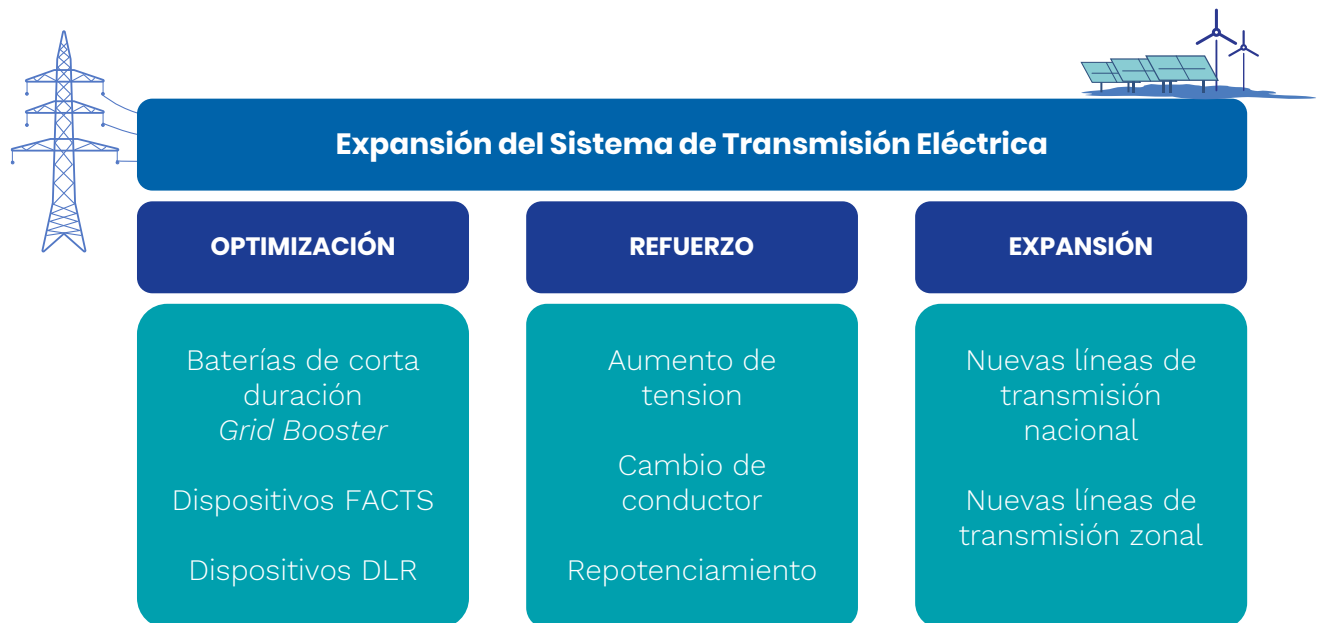 Expansión del Sistema de Transmisión Eléctrica
OPTIMIZACIÓN
Baterías de corta
duración
Grid Booster
Dispositivos FACTS
Dispositivos DLR
REFUERZO
Aumento de
tension
Cambio de
conductor
Repotenciamiento
EXPANSIÓN
Nuevas líneas de
transmisión
nacional
Nuevas líneas de
transmisión zonal